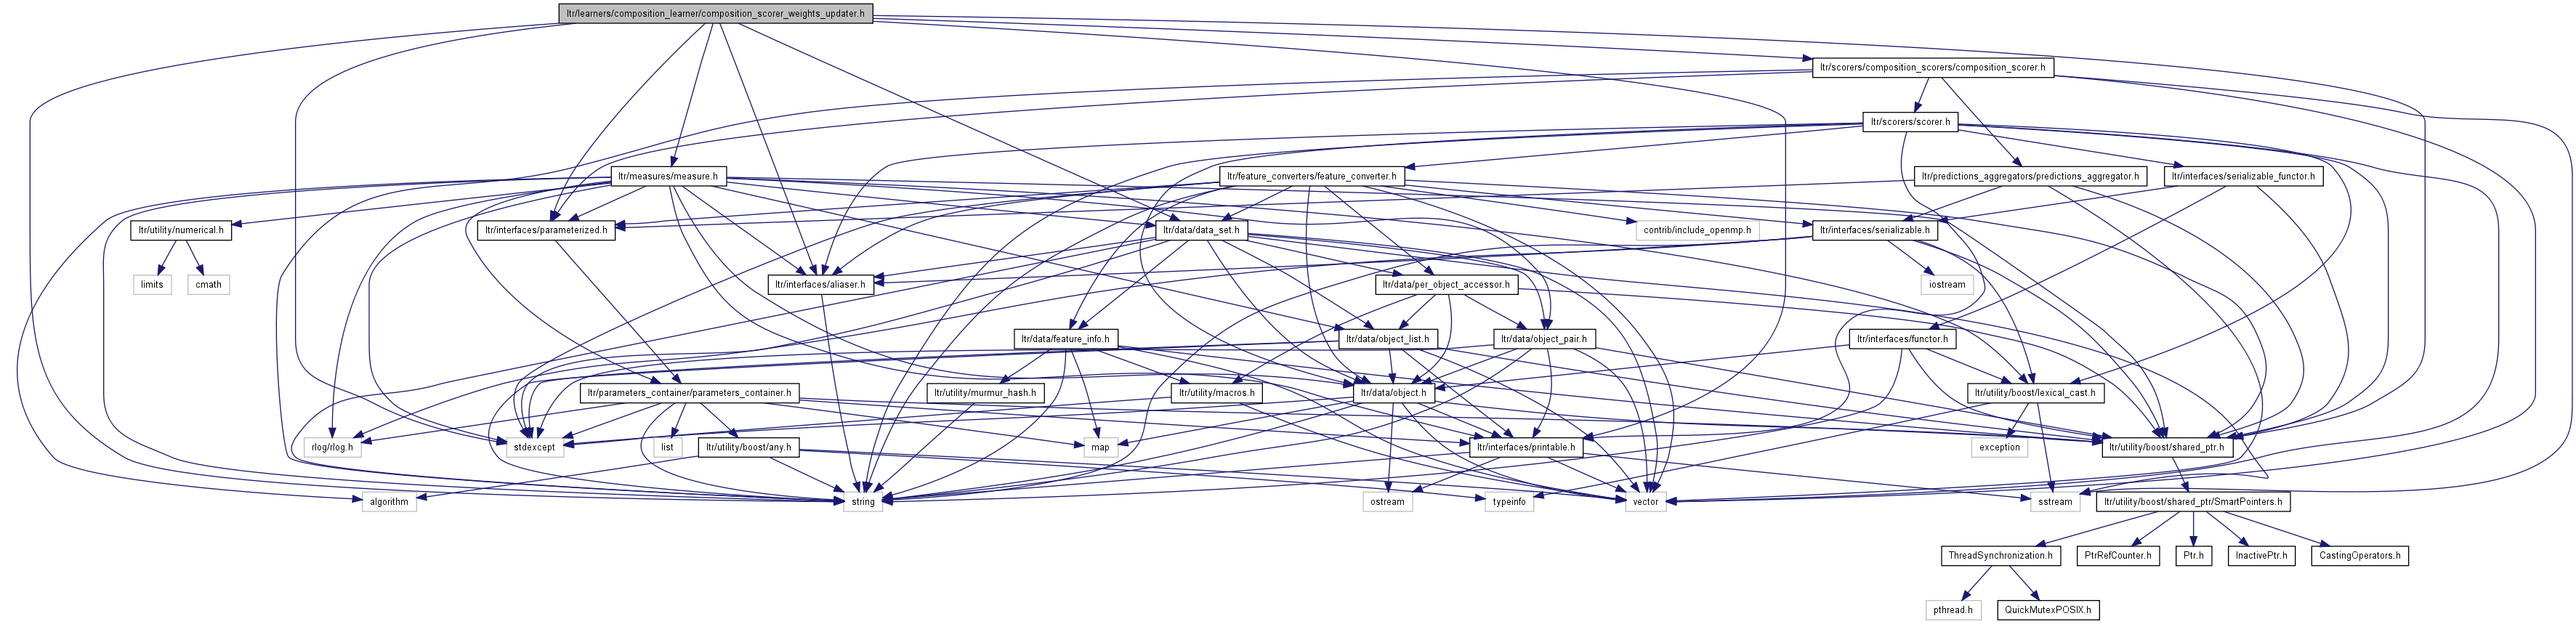 ltr/learners/composition_learner/composition_scorer_weights_updater.h
ltr/scorers/composition_scorers/composition_scorer.h
ltr/scorers/scorer.h
ltr/measures/measure.h
ltr/feature_converters/feature_converter.h
ltr/predictions_aggregators/predictions_aggregator.h
ltr/interfaces/serializable_functor.h
ltr/utility/numerical.h
ltr/interfaces/parameterized.h
ltr/data/data_set.h
contrib/include_openmp.h
ltr/interfaces/serializable.h
limits
cmath
ltr/interfaces/aliaser.h
ltr/data/per_object_accessor.h
iostream
ltr/data/feature_info.h
ltr/data/object_list.h
ltr/data/object_pair.h
ltr/interfaces/functor.h
ltr/parameters_container/parameters_container.h
ltr/utility/murmur_hash.h
ltr/utility/macros.h
ltr/data/object.h
ltr/utility/boost/lexical_cast.h
rlog/rlog.h
stdexcept
list
ltr/utility/boost/any.h
map
ltr/interfaces/printable.h
exception
ltr/utility/boost/shared_ptr.h
algorithm
string
ostream
typeinfo
vector
sstream
ltr/utility/boost/shared_ptr/SmartPointers.h
ThreadSynchronization.h
PtrRefCounter.h
Ptr.h
InactivePtr.h
CastingOperators.h
pthread.h
QuickMutexPOSIX.h